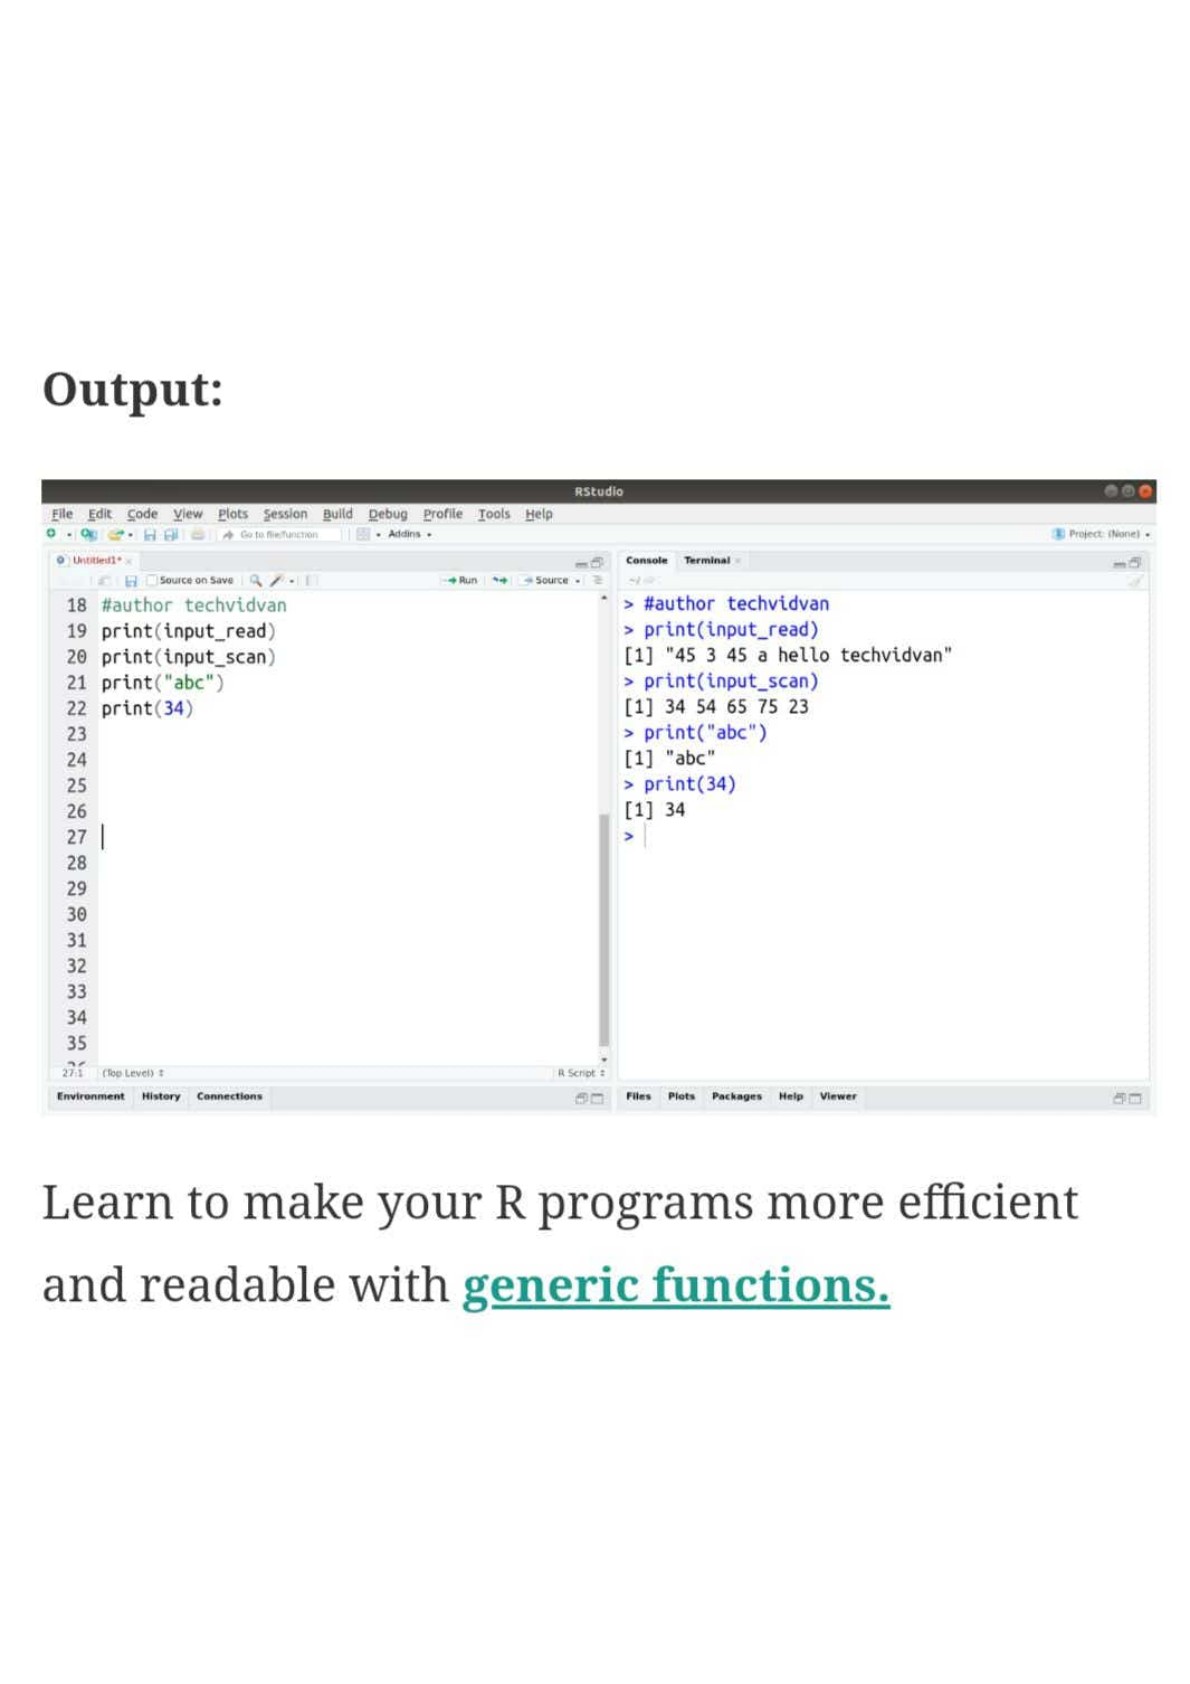 Output:
RStudio
File Edit Code View Plots Session Build Debug Profile Tools Help
Go to file/function Addins Project: (None)
Untitled1*
Source on Save Run Source
18 #author techvidvan
19 print(input_read)
20 print(input_scan)
21 print("abc")
22 print(34)
23
24
25
26
27
28
29
30
31
32
33
34
35
27:1 (Top Level) R Script
Environment History Connections
Console Terminal
~/
> #author techvidvan
> print(input_read)
[1] "45 3 45 a hello techvidvan"
> print(input_scan)
[1] 34 54 65 75 23
> print("abc")
[1] "abc"
> print(34)
[1] 34
>
Files Plots Packages Help Viewer
Learn to make your R programs more efficient
and readable with generic functions.